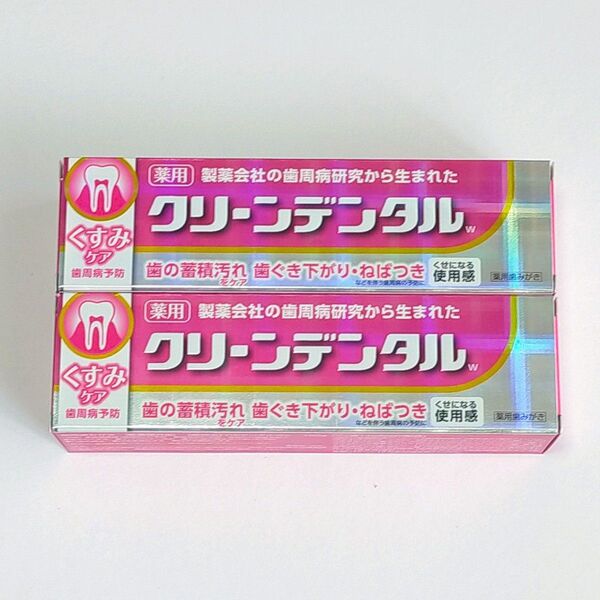 薬用 製薬会社の歯周病研究から生まれた
クリーンデンタルw
くすみ
ケア
歯周病予防
歯の蓄積汚れ 歯ぐき下がり・ねばつき
をケア などを伴う歯周病の予防に
くせになる
使用感
薬用歯みがき
薬用 製薬会社の歯周病研究から生まれた
クリーンデンタルw
くすみ
ケア
歯周病予防
歯の蓄積汚れ 歯ぐき下がり・ねばつき
をケア などを伴う歯周病の予防に
くせになる
使用感
薬用歯みがき